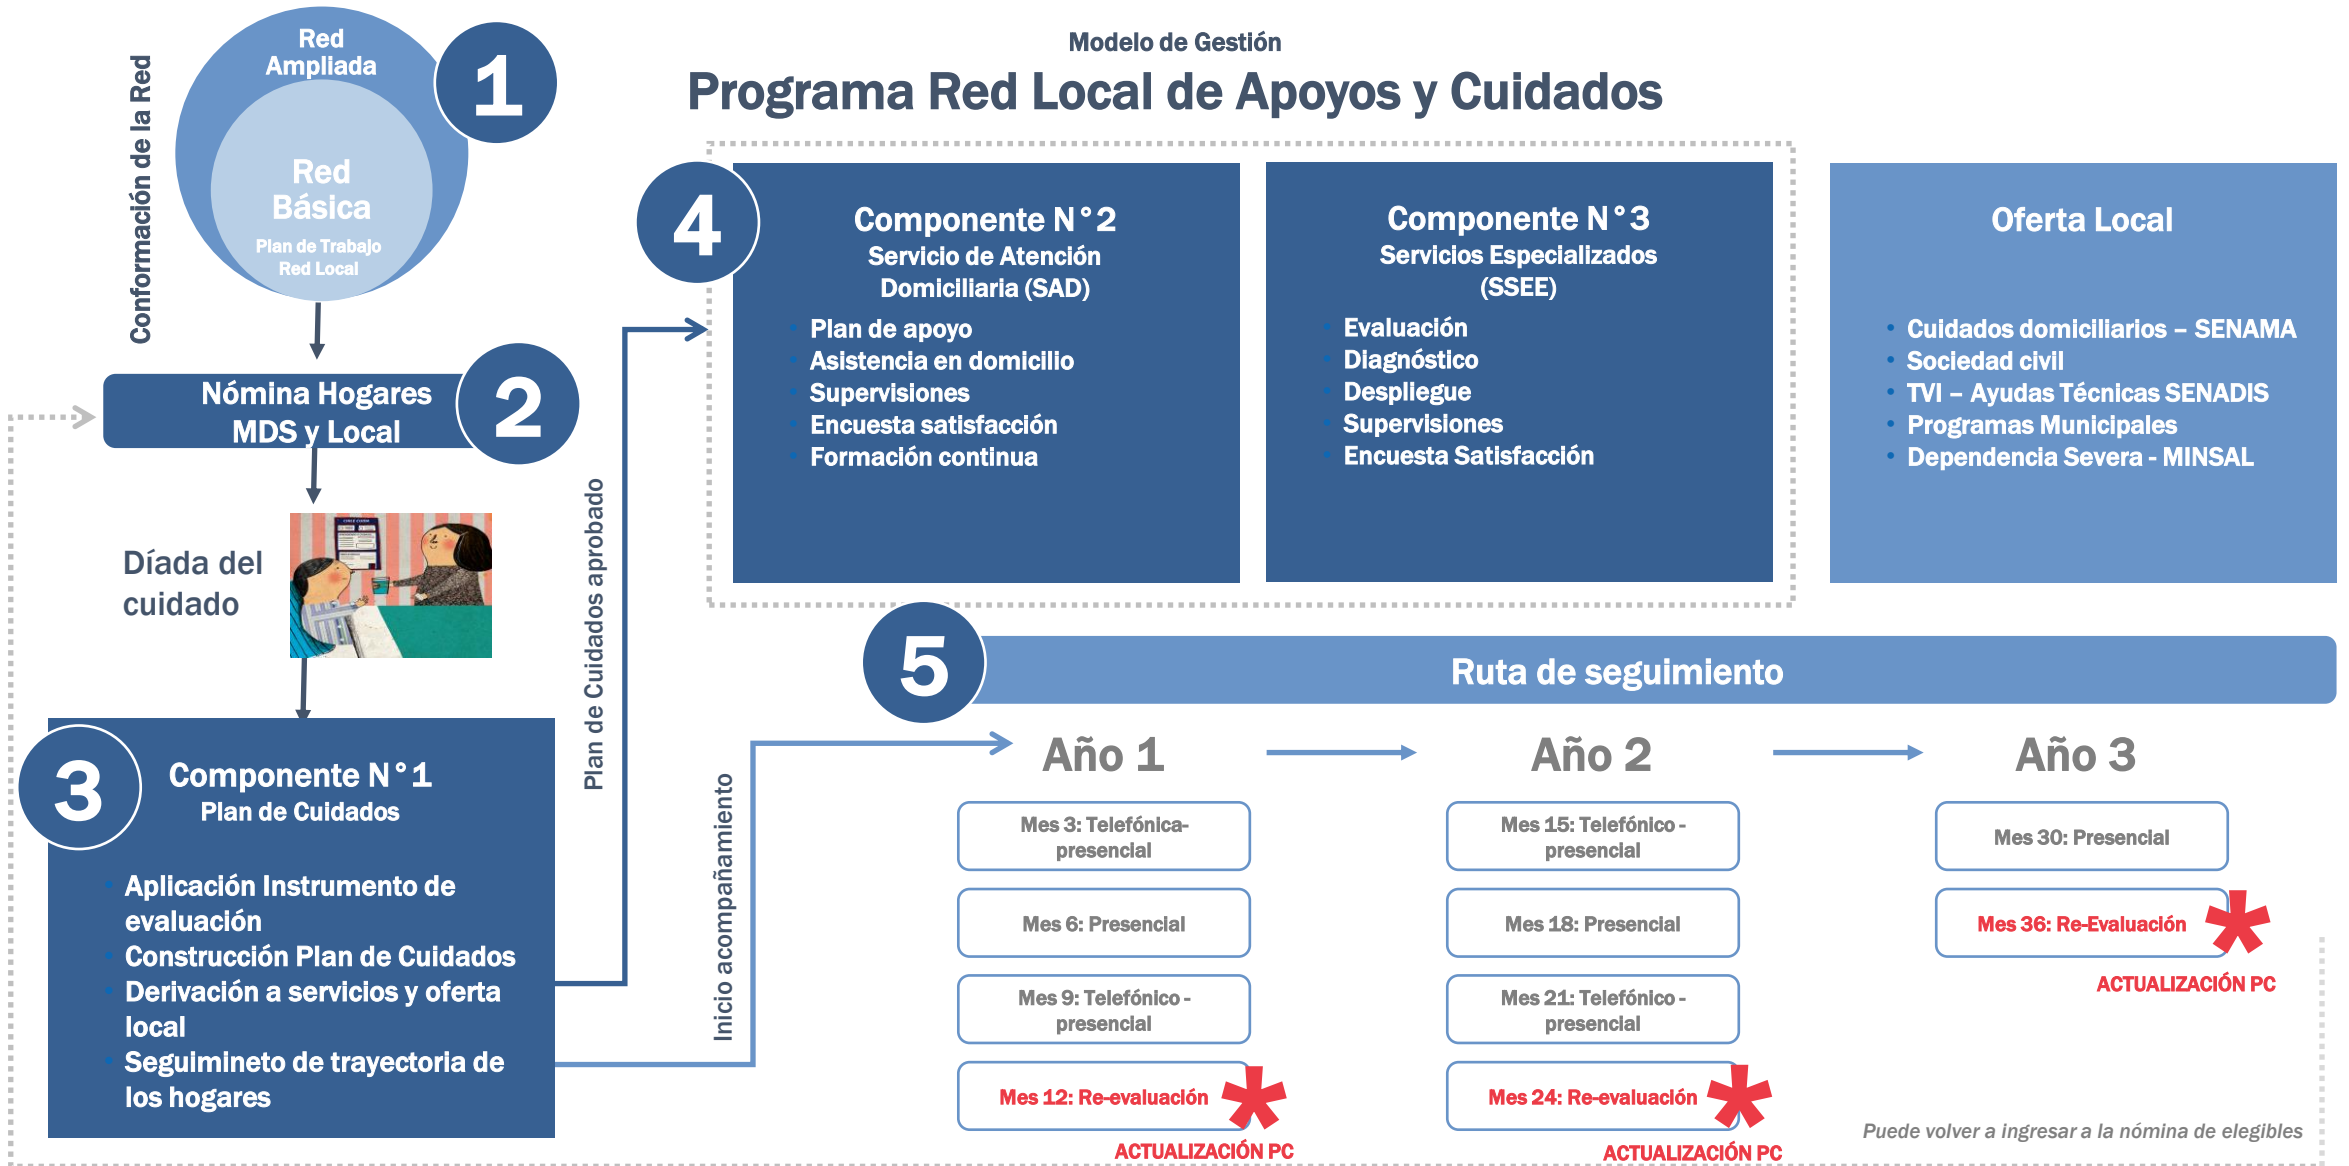 Modelo de Gestión
Programa Red Local de Apoyos y Cuidados
Conformación de la Red
Red
Ampliada
1
Red
Básica
Plan de Trabajo
Red Local
Nómina Hogares
MDS y Local
2
Díada del
cuidado
3
Componente N°1
Plan de Cuidados
• Aplicación Instrumento de
evaluación
• Construcción Plan de Cuidados
• Derivación a servicios y oferta
local
• Seguimineto de trayectoria de
los hogares
Plan de Cuidados aprobado
Inicio acompañamiento
4
Componente N°2
Servicio de Atención
Domiciliaria (SAD)
• Plan de apoyo
• Asistencia en domicilio
• Supervisiones
• Encuesta satisfacción
• Formación continua
Componente N°3
Servicios Especializados
(SSEE)
• Evaluación
• Diagnóstico
• Despliegue
• Supervisiones
• Encuesta Satisfacción
Oferta Local
• Cuidados domiciliarios – SENAMA
• Sociedad civil
• TVI – Ayudas Técnicas SENADIS
• Programas Municipales
• Dependencia Severa - MINSAL
5
Ruta de seguimiento
Año 1
Mes 3: Telefónica-
presencial
Mes 6: Presencial
Mes 9: Telefónico -
presencial
Mes 12: Re-evaluación
*
ACTUALIZACIÓN PC
Año 2
Mes 15: Telefónico -
presencial
Mes 18: Presencial
Mes 21: Telefónico -
presencial
Mes 24: Re-evaluación
*
ACTUALIZACIÓN PC
Año 3
Mes 30: Presencial
Mes 36: Re-Evaluación
*
ACTUALIZACIÓN PC
Puede volver a ingresar a la nómina de elegibles